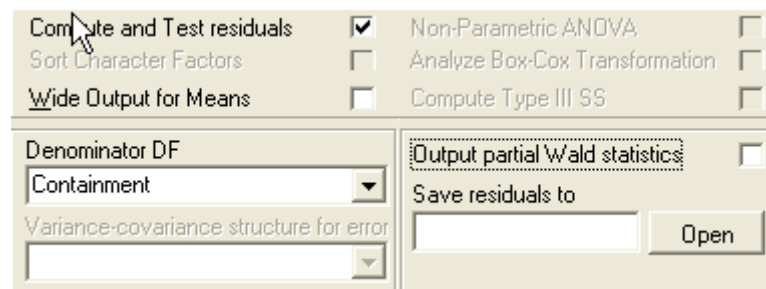 Compute and Test residuals
Non-Parametric ANOVA
Sort Character Factors
Analyze Box-Cox Transformation
Wide Output for Means
Compute Type III SS
Denominator DF
Containment
Variance-covariance structure for error
Output partial Wald statistics
Save residuals to
Open